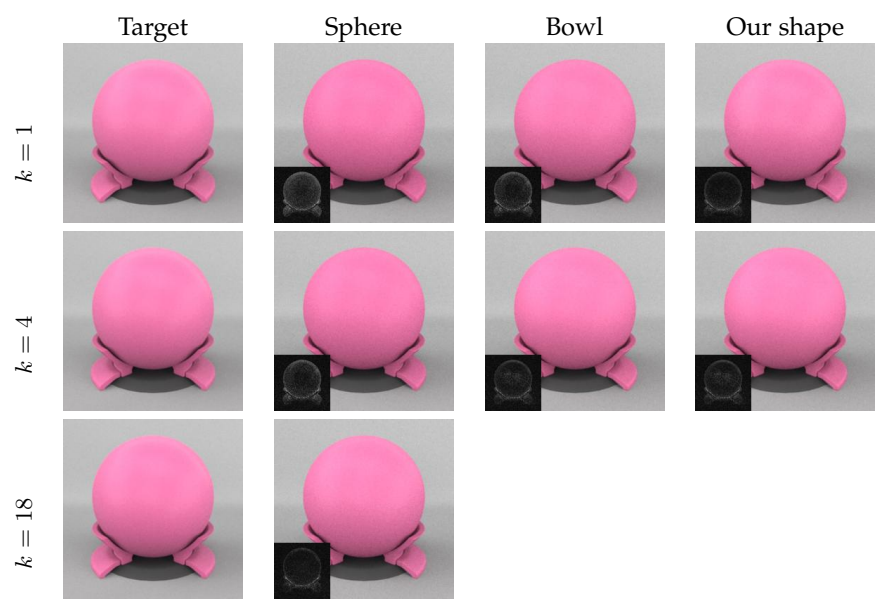 Target Sphere Bowl Our shape
k = 1
k = 4
k = 18